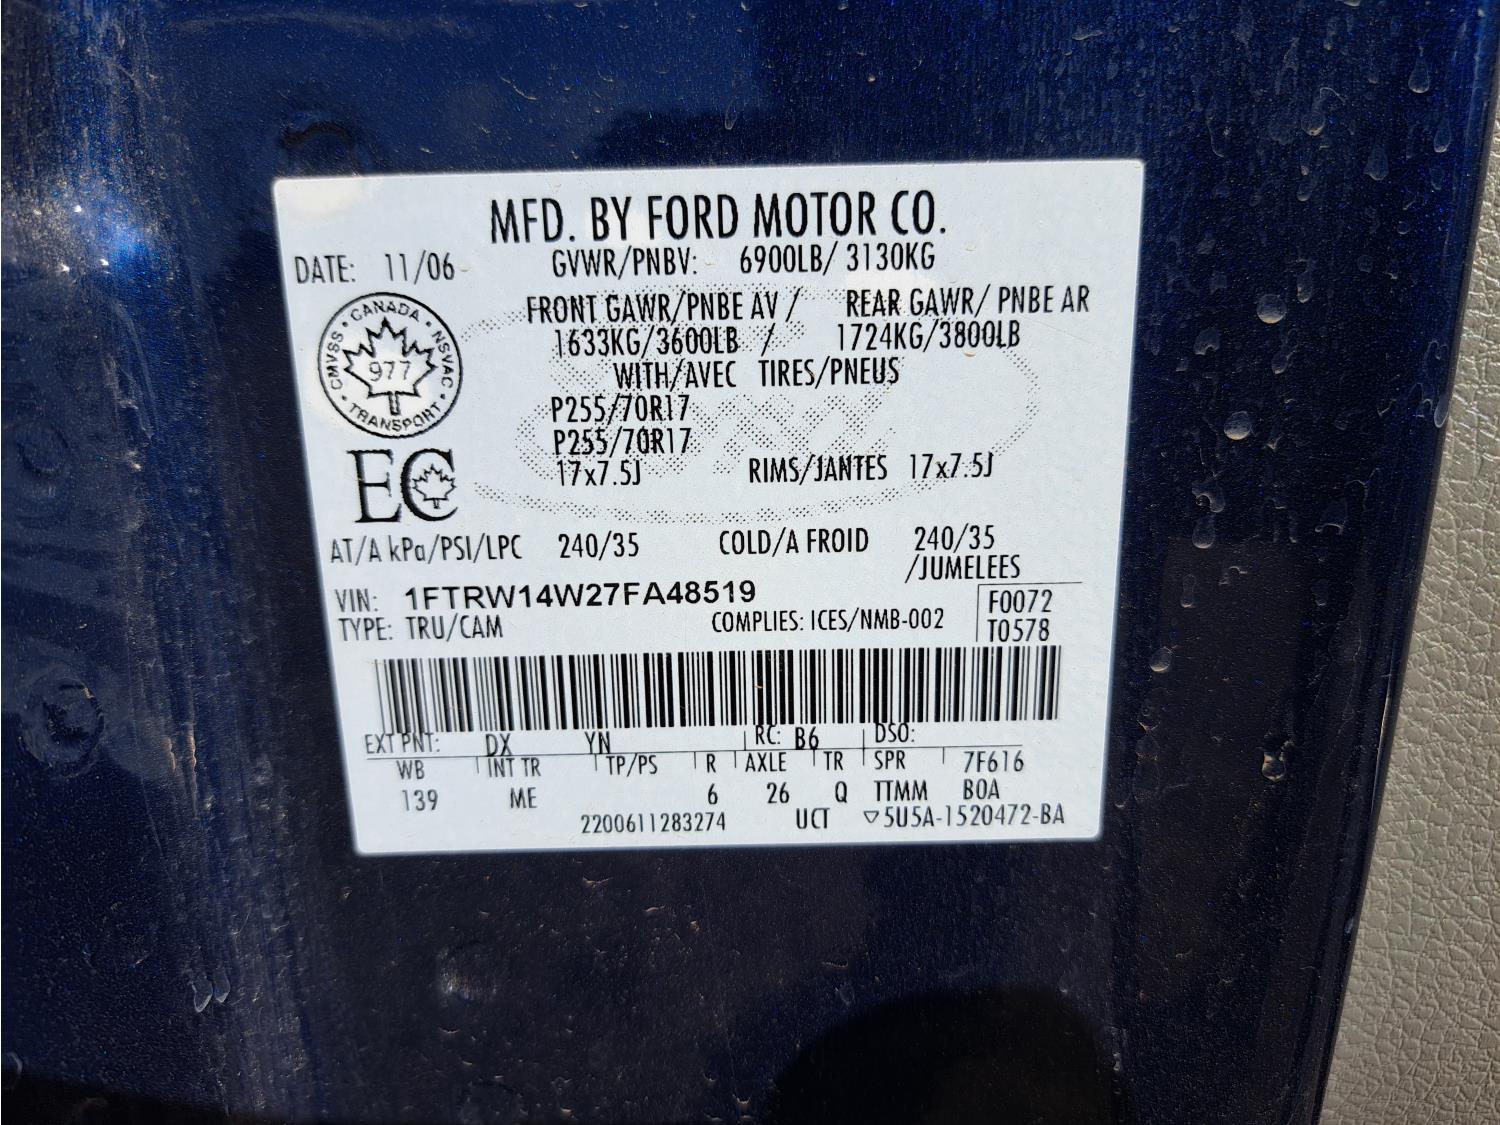 MFD. BY FORD MOTOR CO.
DATE: 11/06 GVWR/PNBV: 6900LB/ 3130KG
FRONT GAWR/PNBE AV / REAR GAWR/ PNBE AR
1633KG/3600LB / 1724KG/3800LB
WITH/AVEC TIRES/PNEUS
P255/70R17
P255/70R17
17x7.5J RIMS/JANTES 17x7.5J
CANADA
CMVSS NSVAC
977
TRANSPORT
EC
AT/A kPa/PSI/LPC 240/35 COLD/A FROID 240/35
/JUMELEES
VIN: 1FTRW14W27FA48519
F0072
TYPE: TRU/CAM COMPLIES: ICES/NMB-002 T0578
EXT PNT: DX YN RC: B6 DSO:
WB INT TR TP/PS R AXLE TR SPR 7F616
139 ME 6 26 Q TTMM BOA
2200611283274 UCT ▽5U5A-1520472-BA